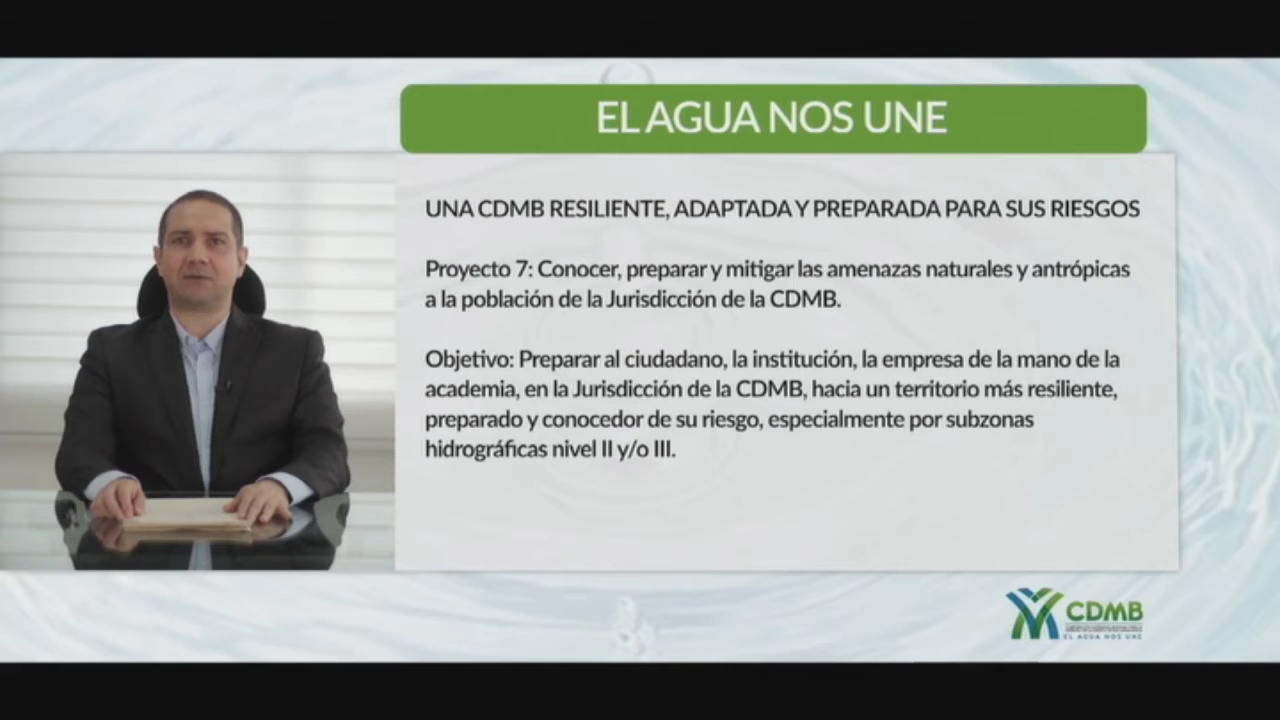 EL AGUA NOS UNE
UNA CDMB RESILIENTE, ADAPTADA Y PREPARADA PARA SUS RIESGOS
Proyecto 7: Conocer, preparar y mitigar las amenazas naturales y antrópicas
a la población de la Jurisdicción de la CDMB.
Objetivo: Preparar al ciudadano, la institución, la empresa de la mano de la
academia, en la Jurisdicción de la CDMB, hacia un territorio más resiliente,
preparado y conocedor de su riesgo, especialmente por subzonas
hidrográficas nivel II y/o III.
CDMB
EL AGUA NOS UNE